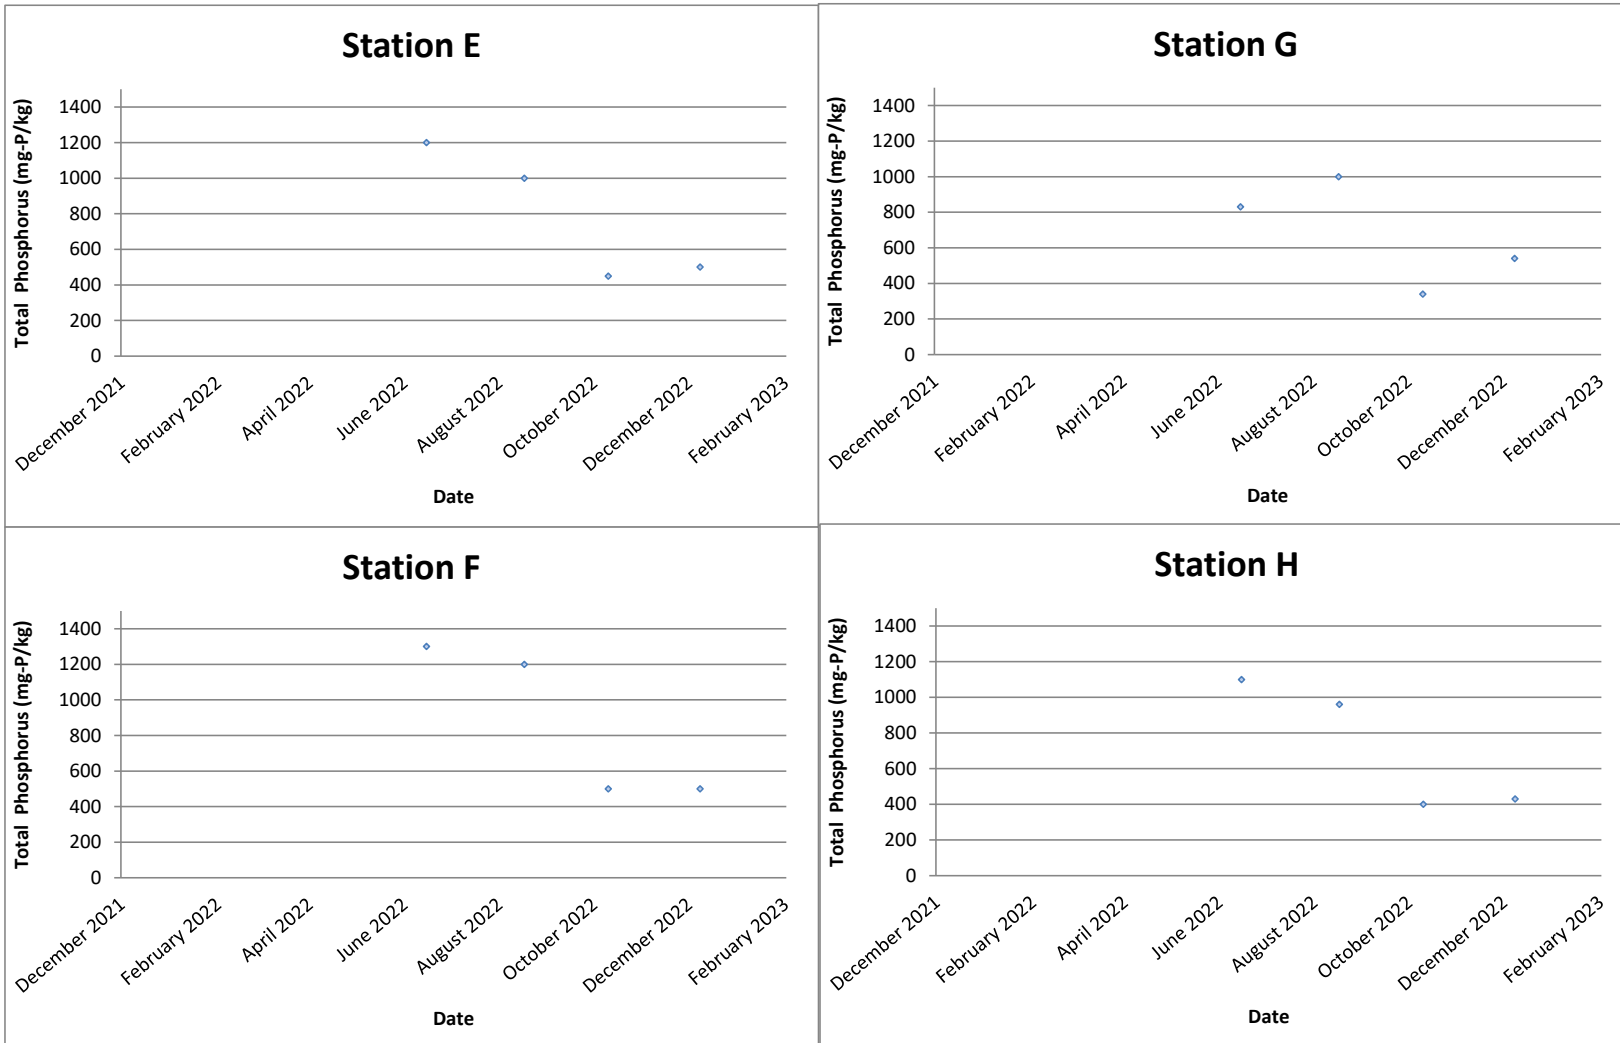 Station E
Total Phosphorus (mg-P/kg)
1400
1200
1000
800
600
400
200
0
December 2021
February 2022
April 2022
June 2022
August 2022
October 2022
December 2022
February 2023
Date
Station G
Total Phosphorus (mg-P/kg)
1400
1200
1000
800
600
400
200
0
December 2021
February 2022
April 2022
June 2022
August 2022
October 2022
December 2022
February 2023
Date
Station F
Total Phosphorus (mg-P/kg)
1400
1200
1000
800
600
400
200
0
December 2021
February 2022
April 2022
June 2022
August 2022
October 2022
December 2022
February 2023
Date
Station H
Total Phosphorus (mg-P/kg)
1400
1200
1000
800
600
400
200
0
December 2021
February 2022
April 2022
June 2022
August 2022
October 2022
December 2022
February 2023
Date